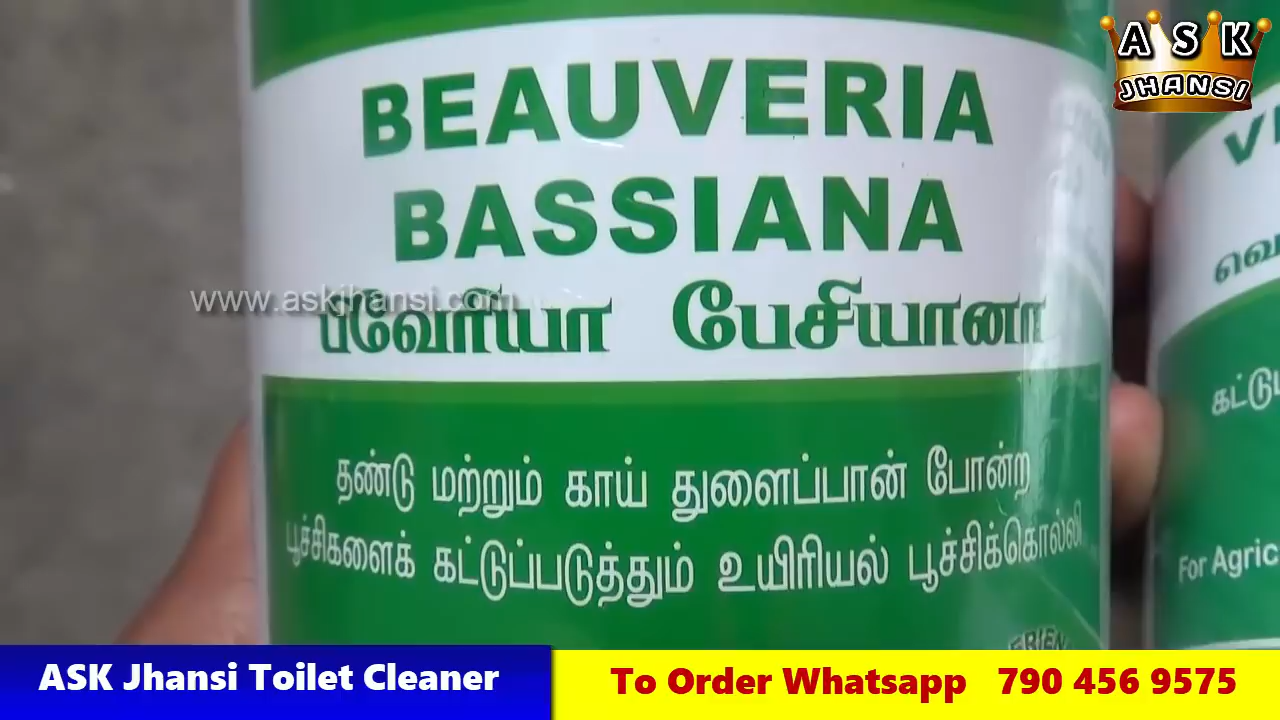 ASK
JHANSI
BEAUVERIA
BASSIANA
www.askjhansi.com
பிவேரியா பேசியானா
தண்டு மற்றும் காய் துளைப்பான் போன்ற
பூச்சிகளைக் கட்டுப்படுத்தும் உயிரியல் பூச்சிக்கொல்லி
For Agric
ASK Jhansi Toilet Cleaner
To Order Whatsapp 790 456 9575